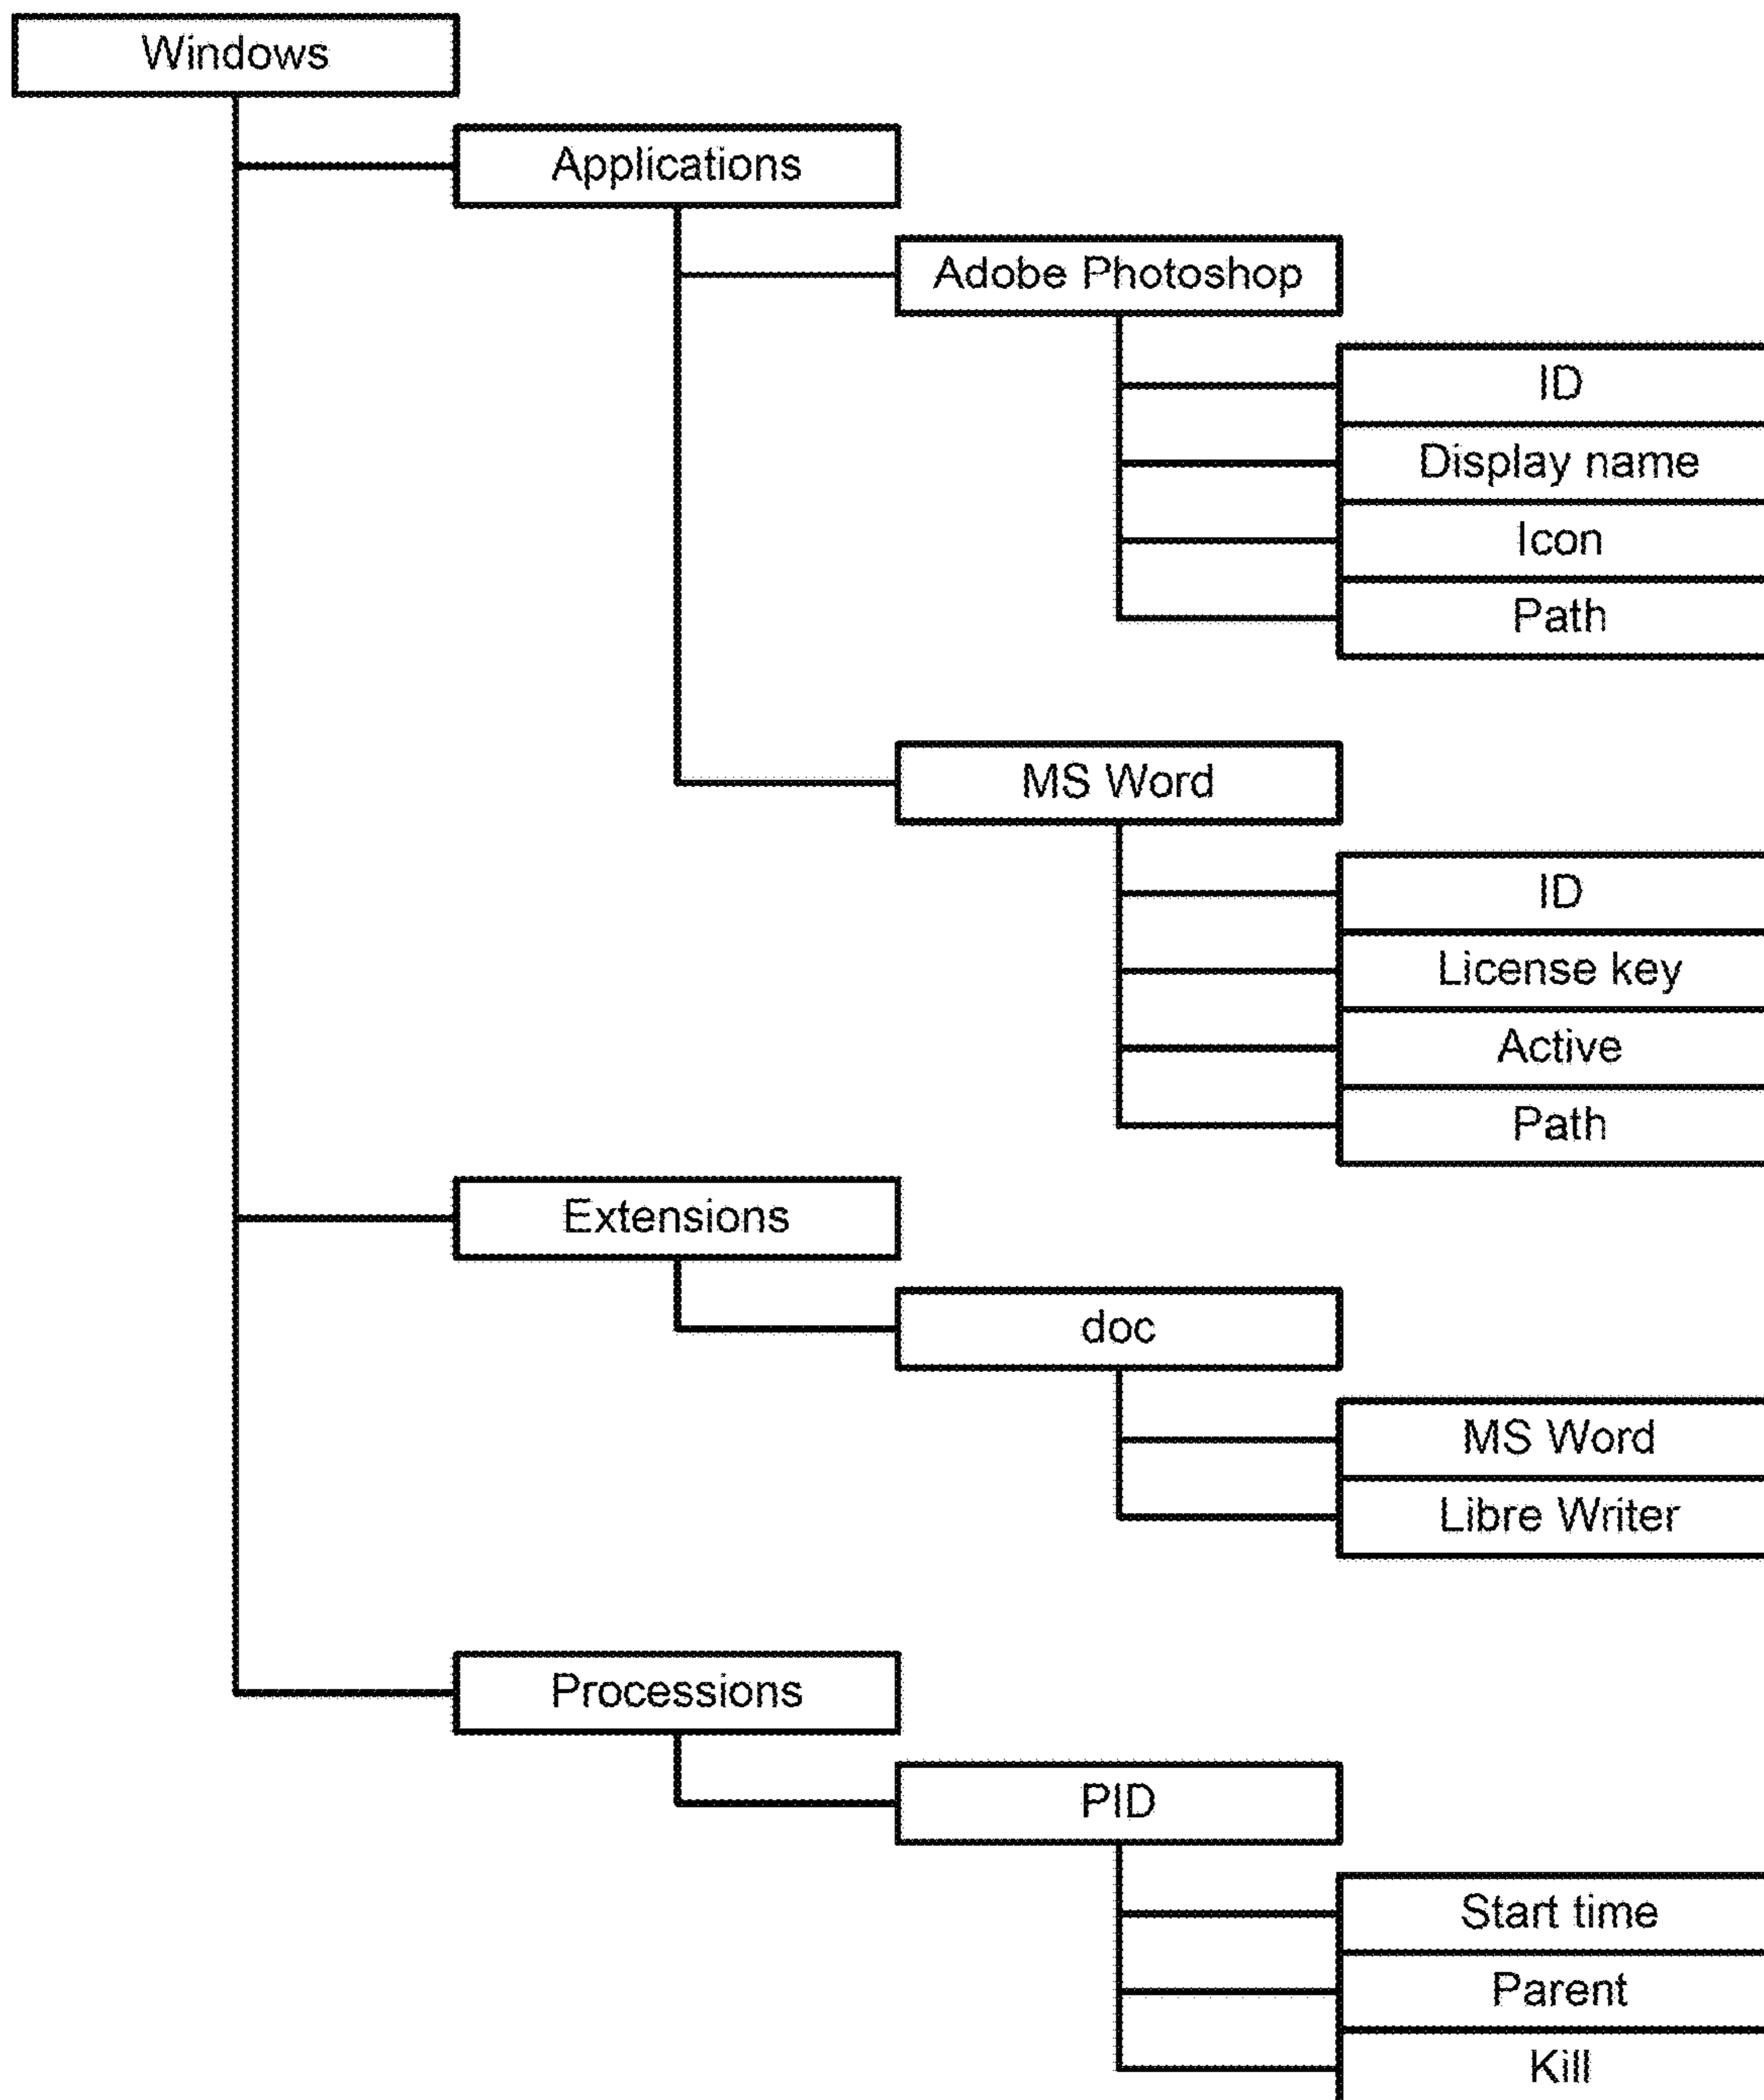 Windows
Applications
Adobe Photoshop
ID
Display name
Icon
Path
MS Word
ID
License key
Active
Path
Extensions
doc
MS Word
Libre Writer
Processions
PID
Start time
Parent
Kill